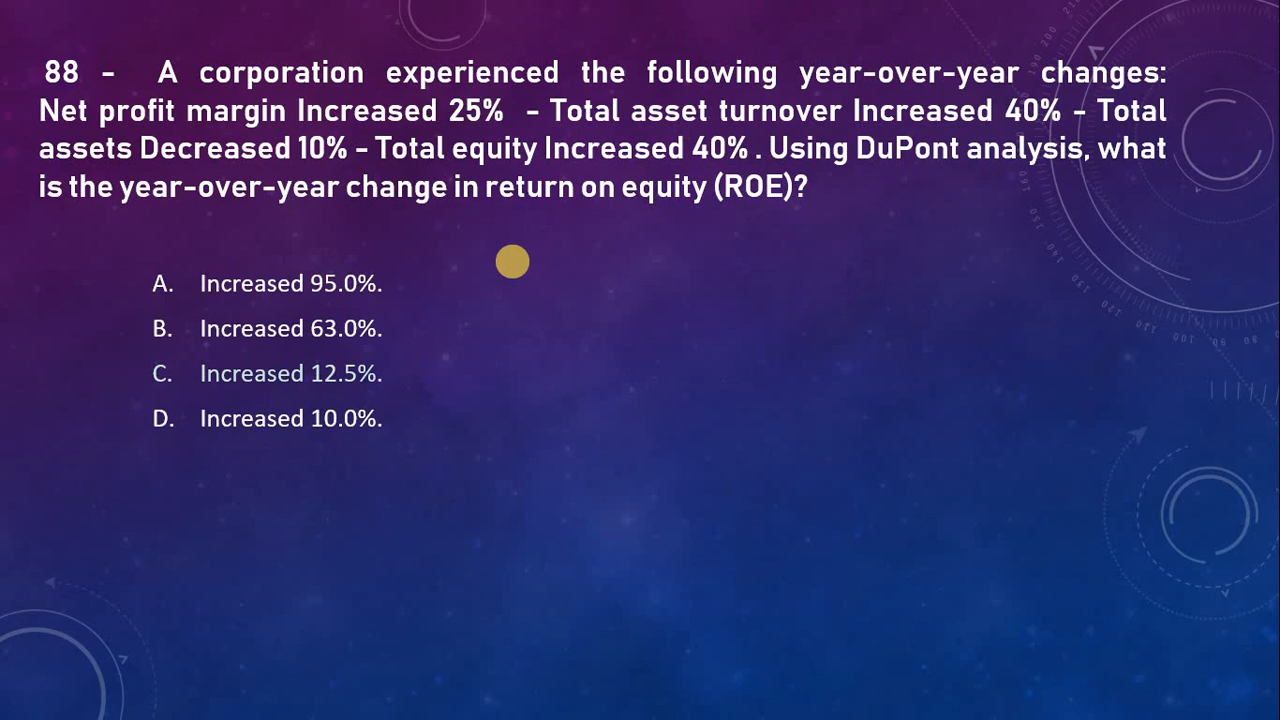 88 - A corporation experienced the following year-over-year changes:
Net profit margin Increased 25% - Total asset turnover Increased 40% - Total
assets Decreased 10% - Total equity Increased 40% . Using DuPont analysis, what
is the year-over-year change in return on equity (ROE)?
A. Increased 95.0%.
B. Increased 63.0%.
C. Increased 12.5%.
D. Increased 10.0%.